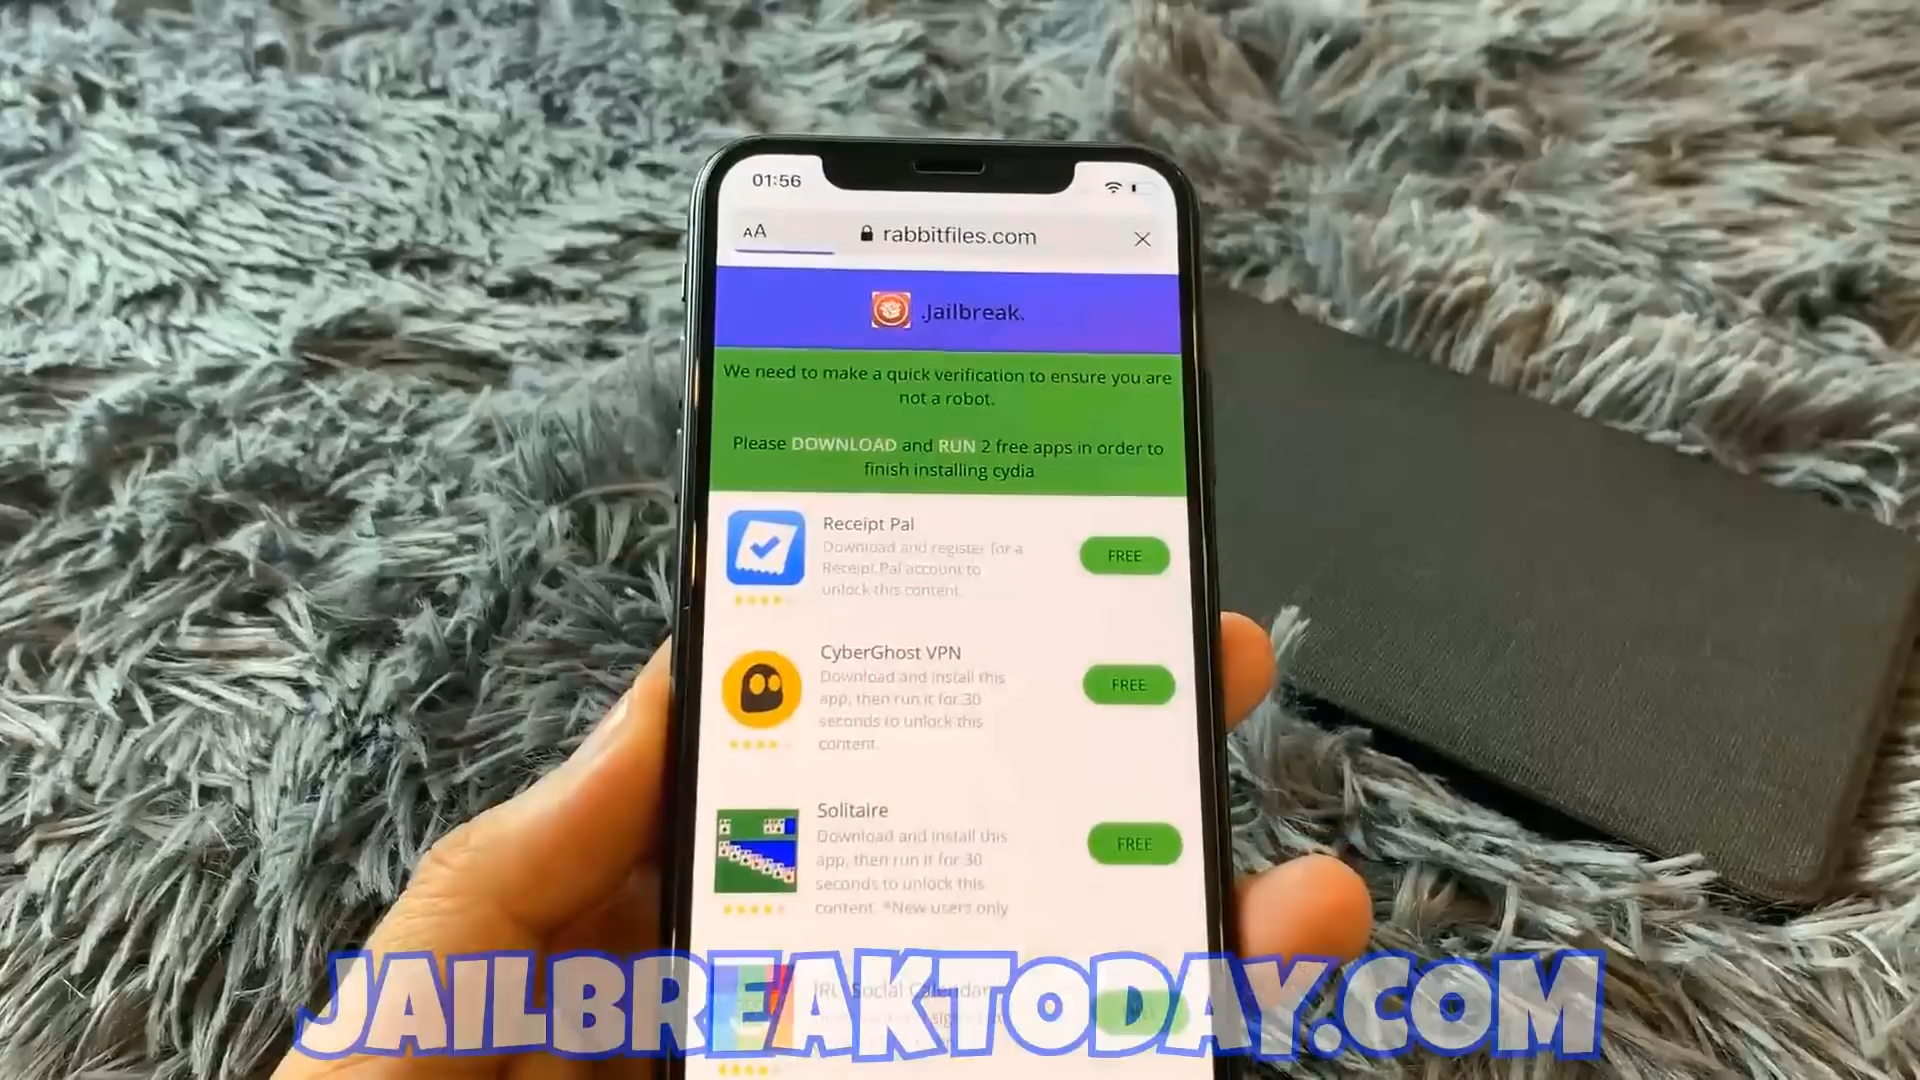 01:56
AA rabbitfiles.com
.Jailbreak.
We need to make a quick verification to ensure you are
not a robot.
Please DOWNLOAD and RUN 2 free apps in order to
finish installing cydia
Receipt Pal
Download and register for a
Receipt Pal account to
unlock this content.
FREE
CyberGhost VPN
Download and install this
app, then run it for 30
seconds to unlock this
content.
FREE
Solitaire
Download and install this
app, then run it for 30
seconds to unlock this
content. *New users only
FREE
Social Calendar
JAILBREAKTODAY.COM